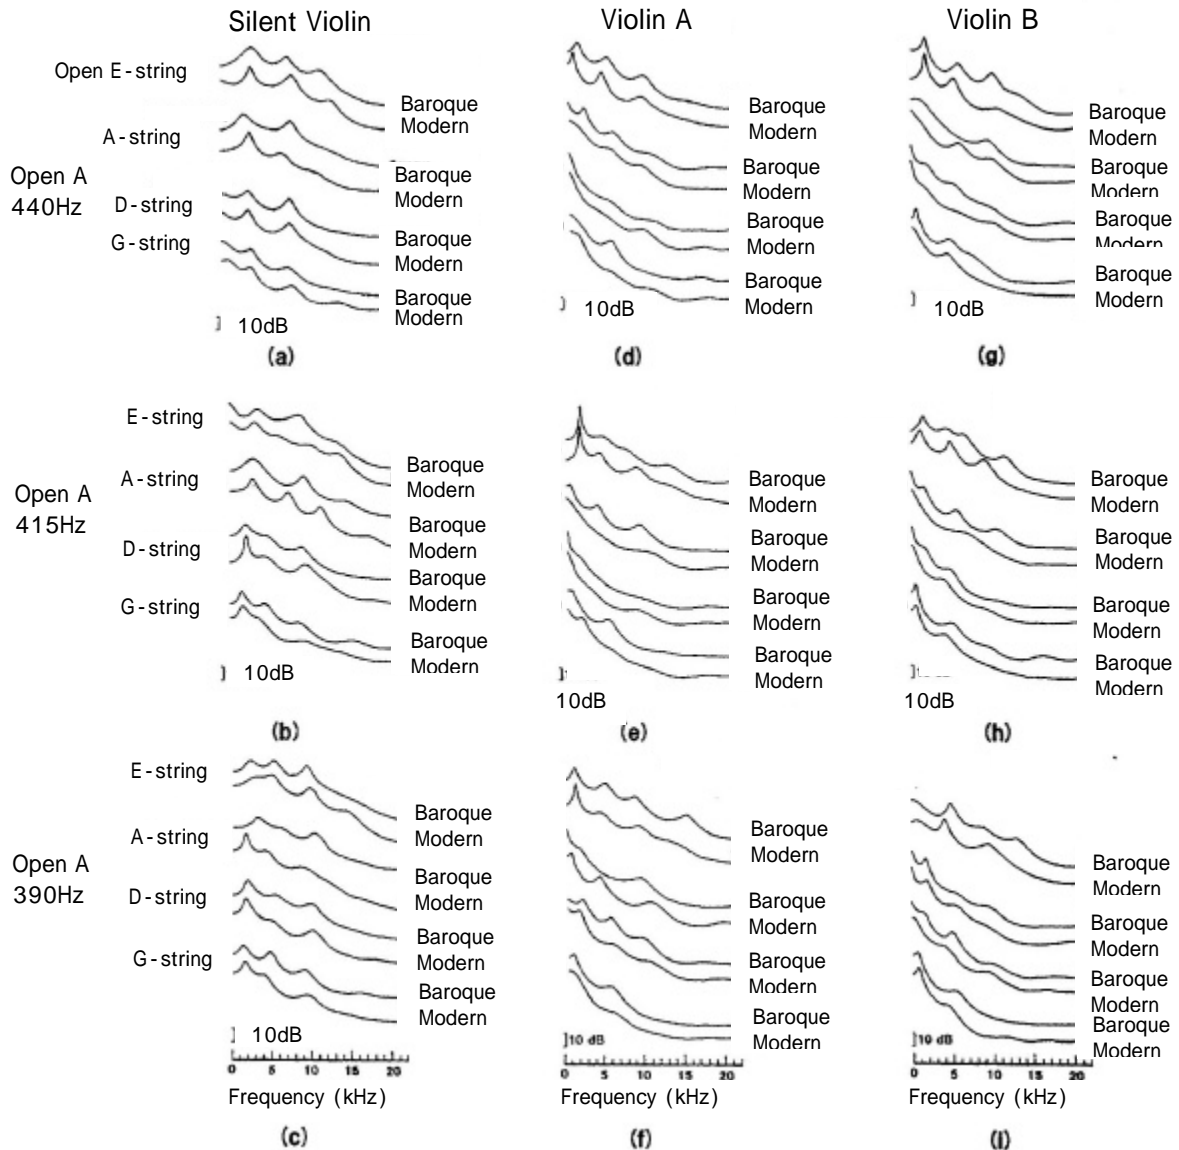 Silent Violin
Violin A
Violin B
Open A
440Hz
Open E-string
A-string
D-string
G-string
Baroque
Modern
Baroque
Modern
Baroque
Modern
Baroque
Modern
10dB
(a)
Baroque
Modern
Baroque
Modern
Baroque
Modern
Baroque
Modern
10dB
(d)
Baroque
Modern
Baroque
Modern
Baroque
Modern
Baroque
Modern
10dB
(g)
Open A
415Hz
E-string
A-string
D-string
G-string
Baroque
Modern
Baroque
Modern
Baroque
Modern
Baroque
Modern
10dB
(b)
Baroque
Modern
Baroque
Modern
Baroque
Modern
Baroque
Modern
10dB
(e)
Baroque
Modern
Baroque
Modern
Baroque
Modern
Baroque
Modern
10dB
(h)
Open A
390Hz
E-string
A-string
D-string
G-string
Baroque
Modern
Baroque
Modern
Baroque
Modern
Baroque
Modern
10dB
0 5 10 15 20
Frequency (kHz)
(c)
Baroque
Modern
Baroque
Modern
Baroque
Modern
Baroque
Modern
10 dB
0 5 10 15 20
Frequency (kHz)
(f)
Baroque
Modern
Baroque
Modern
Baroque
Modern
Baroque
Modern
10 dB
0 5 10 15 20
Frequency (kHz)
(i)